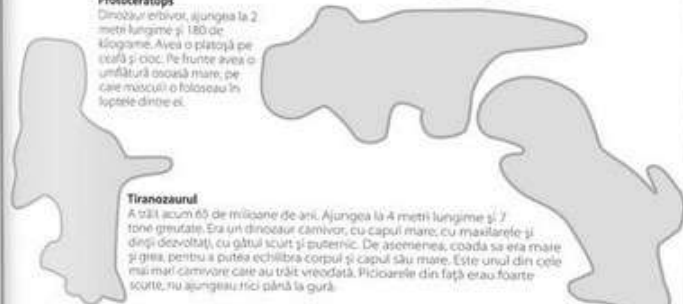 Protoceratops
Dinozaur erbivor, ajungea la 2
metri lungime și 180 de
kilograme. Avea o platoșă pe
ceafă și cioc. Pe frunte avea o
umflătură osoasă mare, pe
care masculii o foloseau în
luptele dintre ei.
Tiranozaurul
A trăit acum 65 de milioane de ani. Ajungea la 4 metri lungime și 7
tone greutate. Era un dinozaur carnivor, cu capul mare, cu maxilarele și
dinții dezvoltați, cu gâtul scurt și puternic. De asemenea, coada sa era mare
și grea, pentru a putea echilibra corpul și capul său mare. Este unul din cele
mai mari carnivore care au trăit vreodată. Picioarele din față erau foarte
scurte, nu ajungeau nici până la gură.